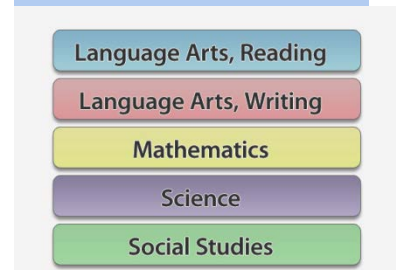 Language Arts, Reading
Language Arts, Writing
Mathematics
Science
Social Studies